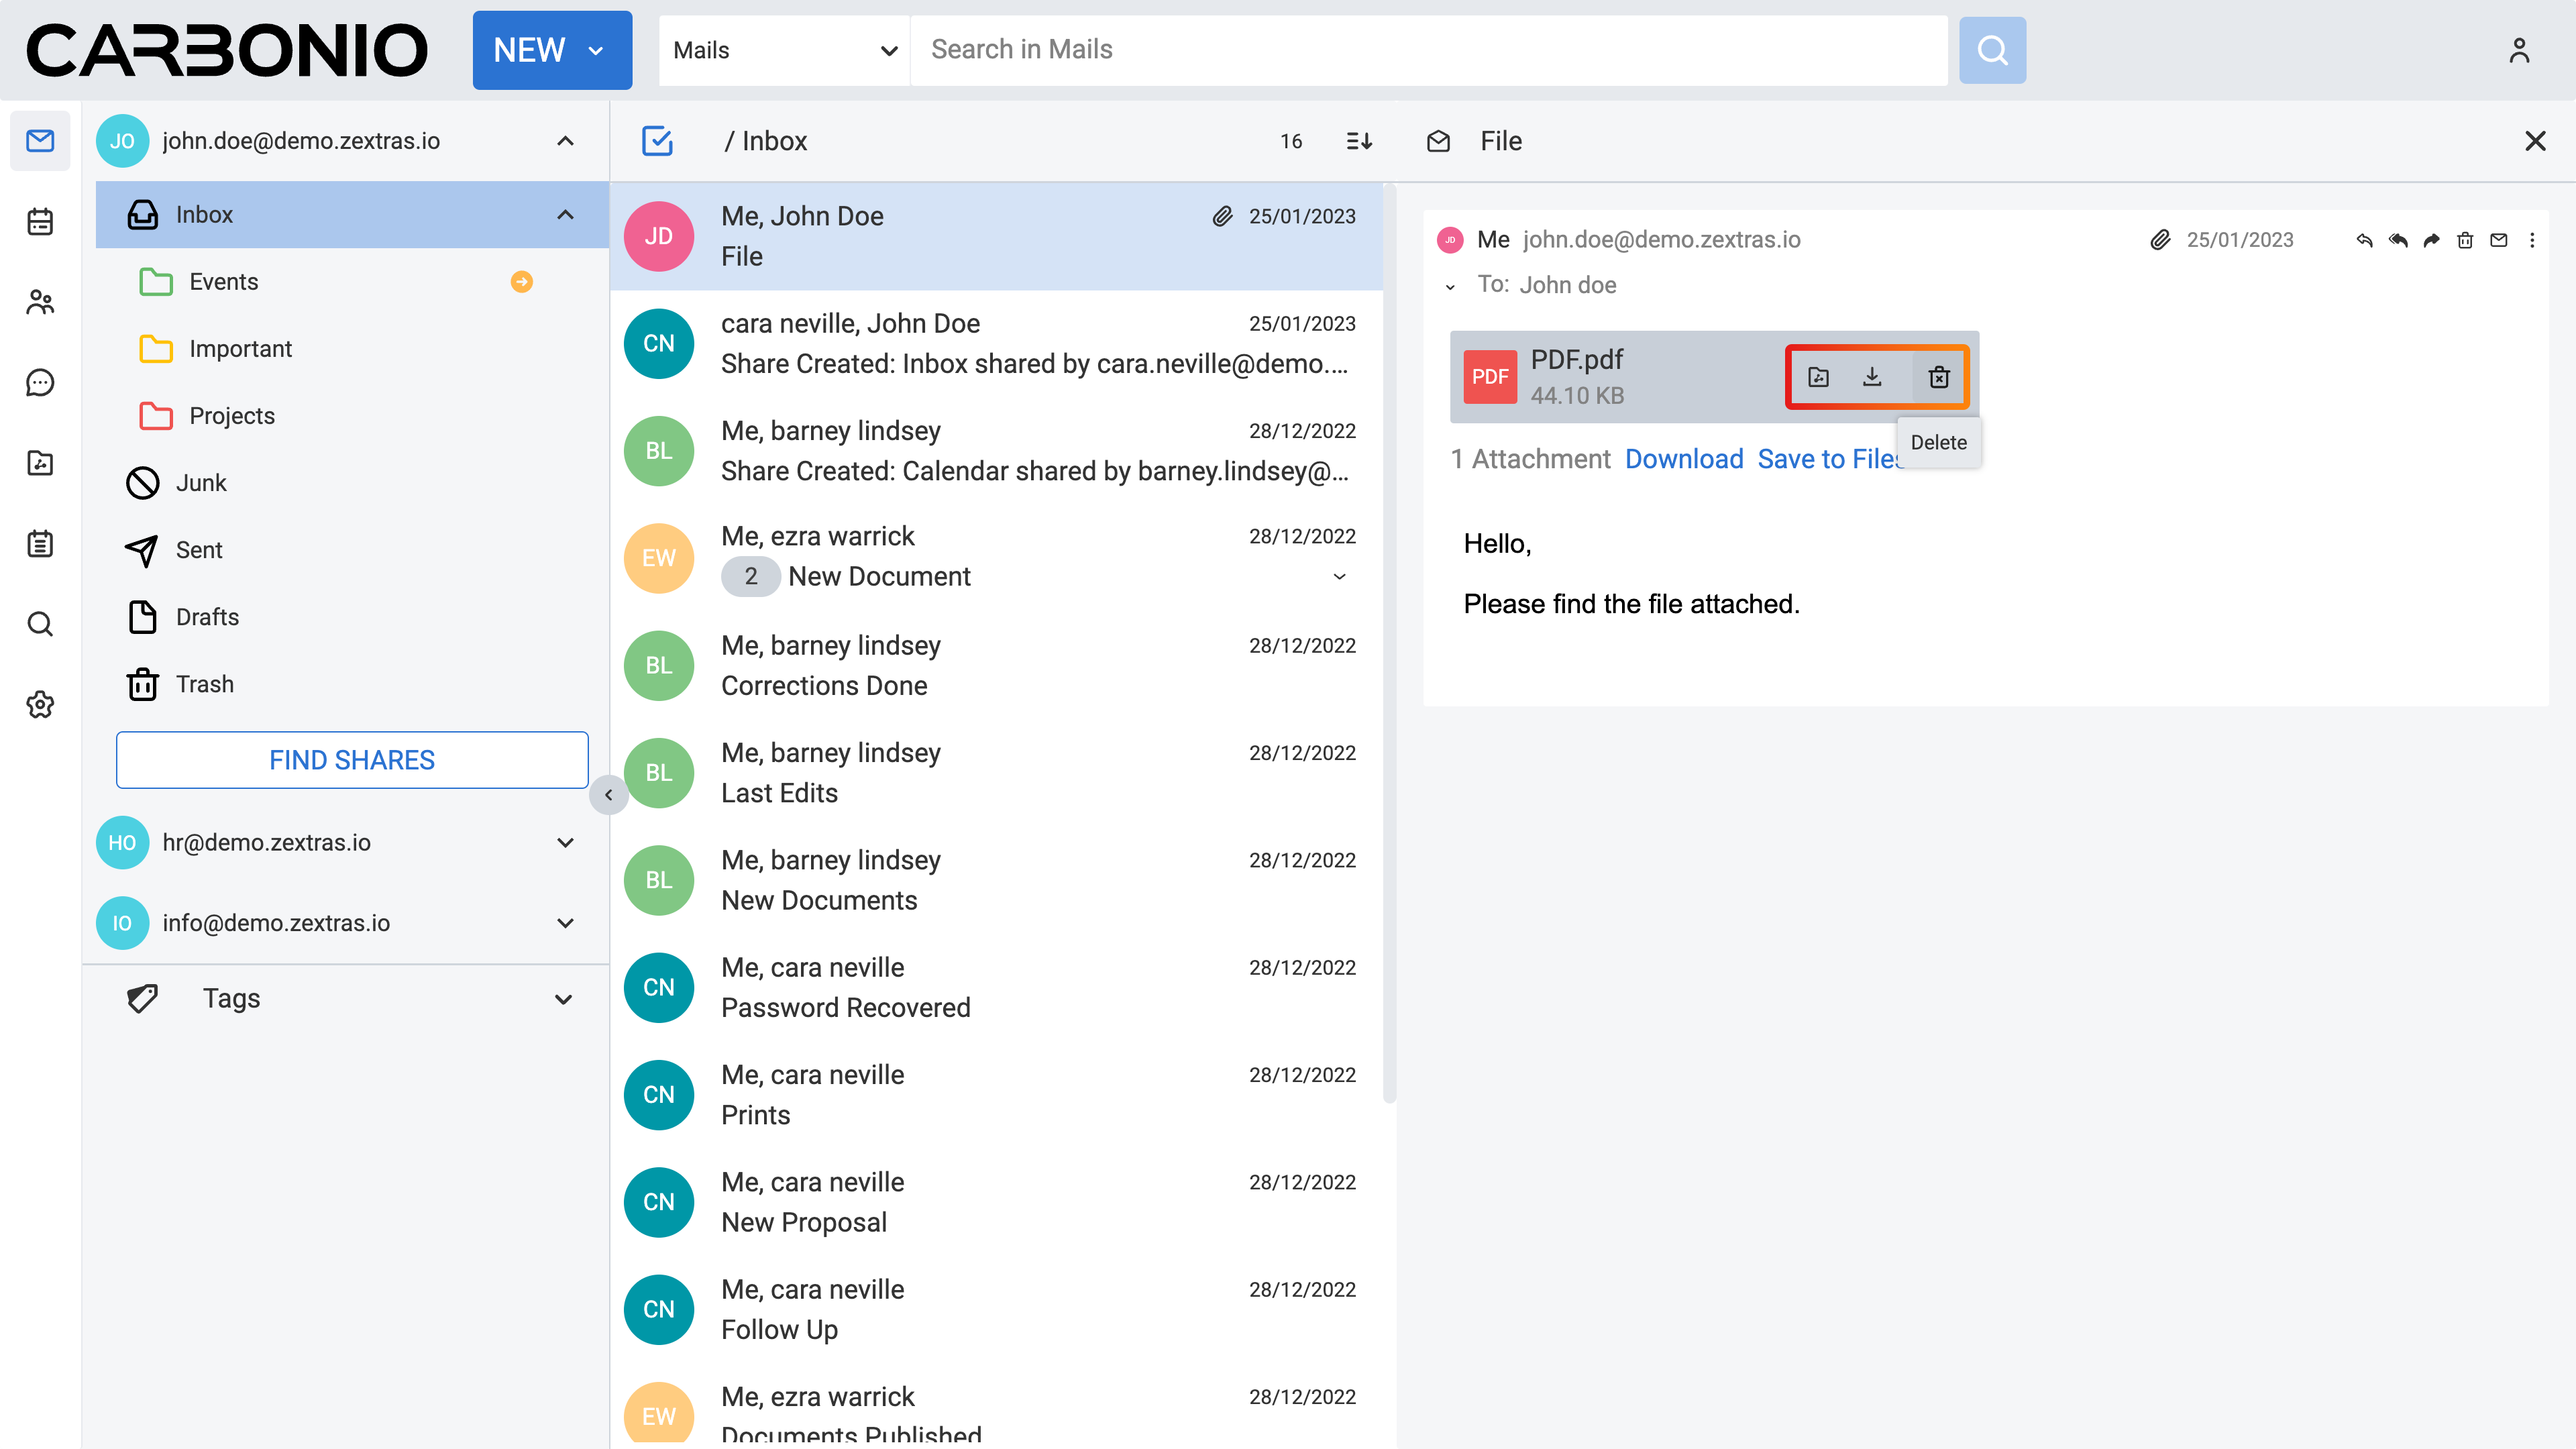 CARBONIO
NEW
Mails
Search in Mails
JO
john.doe@demo.zextras.io
Inbox
Events
Important
Projects
Junk
Sent
Drafts
Trash
FIND SHARES
HO
hr@demo.zextras.io
IO
info@demo.zextras.io
Tags
/ Inbox
16
JD
Me, John Doe
25/01/2023
File
CN
cara neville, John Doe
25/01/2023
Share Created: Inbox shared by cara.neville@demo....
BL
Me, barney lindsey
28/12/2022
Share Created: Calendar shared by barney.lindsey@...
EW
Me, ezra warrick
28/12/2022
2 New Document
BL
Me, barney lindsey
28/12/2022
Corrections Done
BL
Me, barney lindsey
28/12/2022
Last Edits
BL
Me, barney lindsey
28/12/2022
New Documents
CN
Me, cara neville
28/12/2022
Password Recovered
CN
Me, cara neville
28/12/2022
Prints
CN
Me, cara neville
28/12/2022
New Proposal
CN
Me, cara neville
28/12/2022
Follow Up
EW
Me, ezra warrick
28/12/2022
Documents Published
File
JD
Me john.doe@demo.zextras.io
25/01/2023
To: John doe
PDF
PDF.pdf
44.10 KB
Delete
1 Attachment Download Save to Files
Hello,
Please find the file attached.